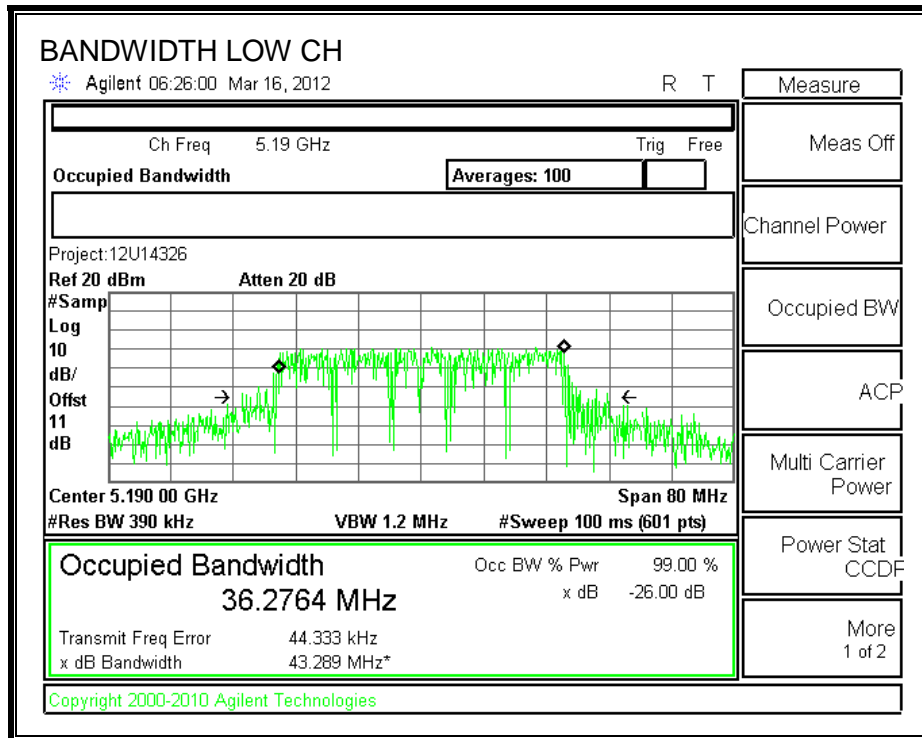 BANDWIDTH LOW CH
Agilent 06:26:00 Mar 16, 2012 R T
Measure
Ch Freq 5.19 GHz Trig Free
Meas Off
Occupied Bandwidth Averages: 100
Channel Power
Project:12U14326
Ref 20 dBm Atten 20 dB
#Samp
Log
10
dB/
Offst
11
dB
Occupied BW
ACP
Multi Carrier
Power
Center 5.190 00 GHz Span 80 MHz
#Res BW 390 kHz VBW 1.2 MHz #Sweep 100 ms (601 pts)
Power Stat
CCDF
Occupied Bandwidth Occ BW % Pwr 99.00 %
36.2764 MHz x dB -26.00 dB
Transmit Freq Error 44.333 kHz
x dB Bandwidth 43.289 MHz*
More
1 of 2
Copyright 2000-2010 Agilent Technologies